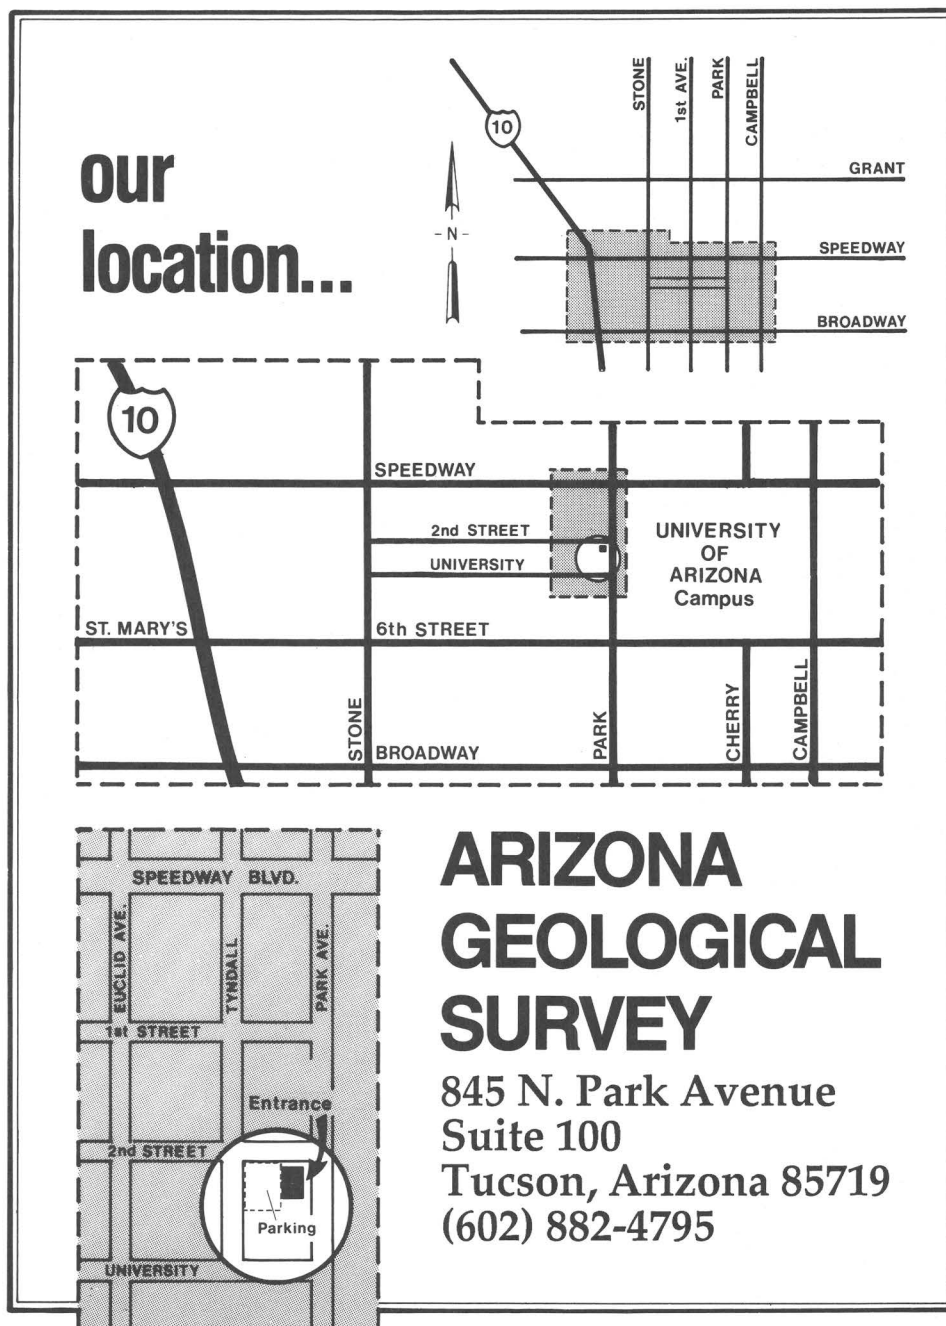 our
location...
10
STONE
1st AVE.
PARK
CAMPBELL
GRANT
SPEEDWAY
BROADWAY
N
10
SPEEDWAY
2nd STREET
UNIVERSITY
UNIVERSITY
OF
ARIZONA
Campus
ST. MARY'S
6th STREET
STONE
BROADWAY
PARK
CHERRY
CAMPBELL
SPEEDWAY BLVD.
EUCLID AVE.
TYNDALL
PARK AVE.
1st STREET
Entrance
2nd STREET
Parking
UNIVERSITY
ARIZONA
GEOLOGICAL
SURVEY
845 N. Park Avenue
Suite 100
Tucson, Arizona 85719
(602) 882-4795